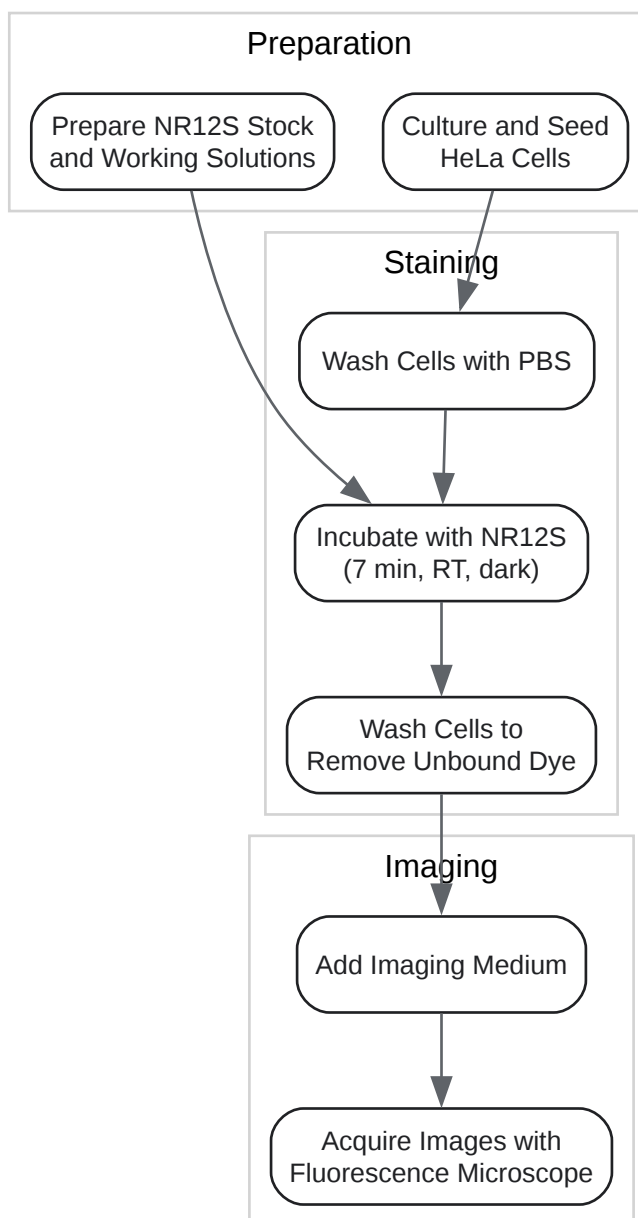 Preparation
Prepare NR12S Stock
and Working Solutions
Culture and Seed
HeLa Cells
Staining
Wash Cells with PBS
Incubate with NR12S
(7 min, RT, dark)
Wash Cells to
Remove Unbound Dye
Imaging
Add Imaging Medium
Acquire Images with
Fluorescence Microscope